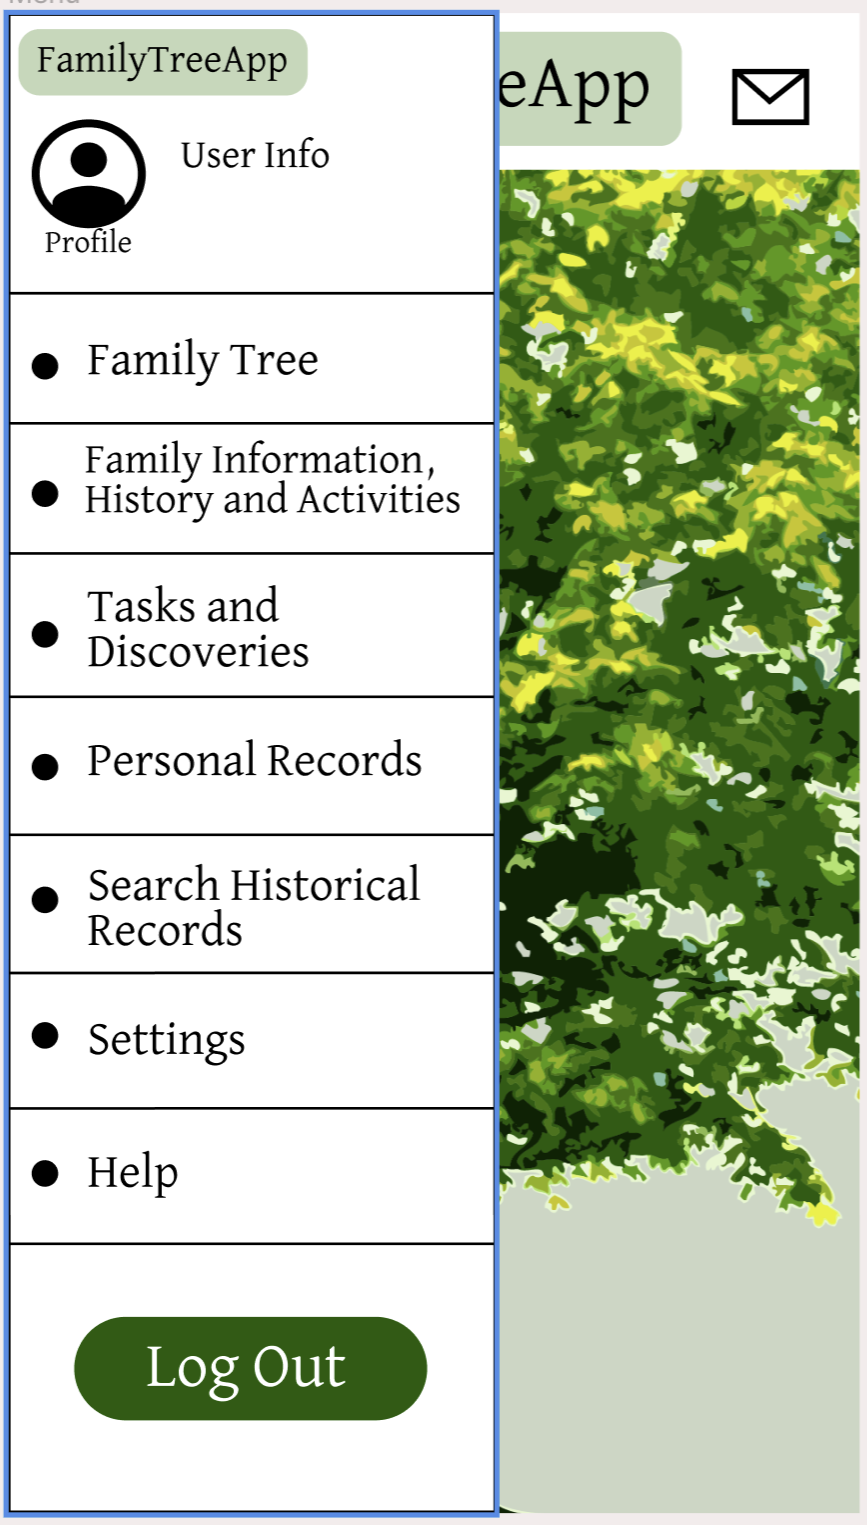 Menu
FamilyTreeApp
eApp
User Info
Profile
Family Tree
Family Information,
History and Activities
Tasks and
Discoveries
Personal Records
Search Historical
Records
Settings
Help
Log Out